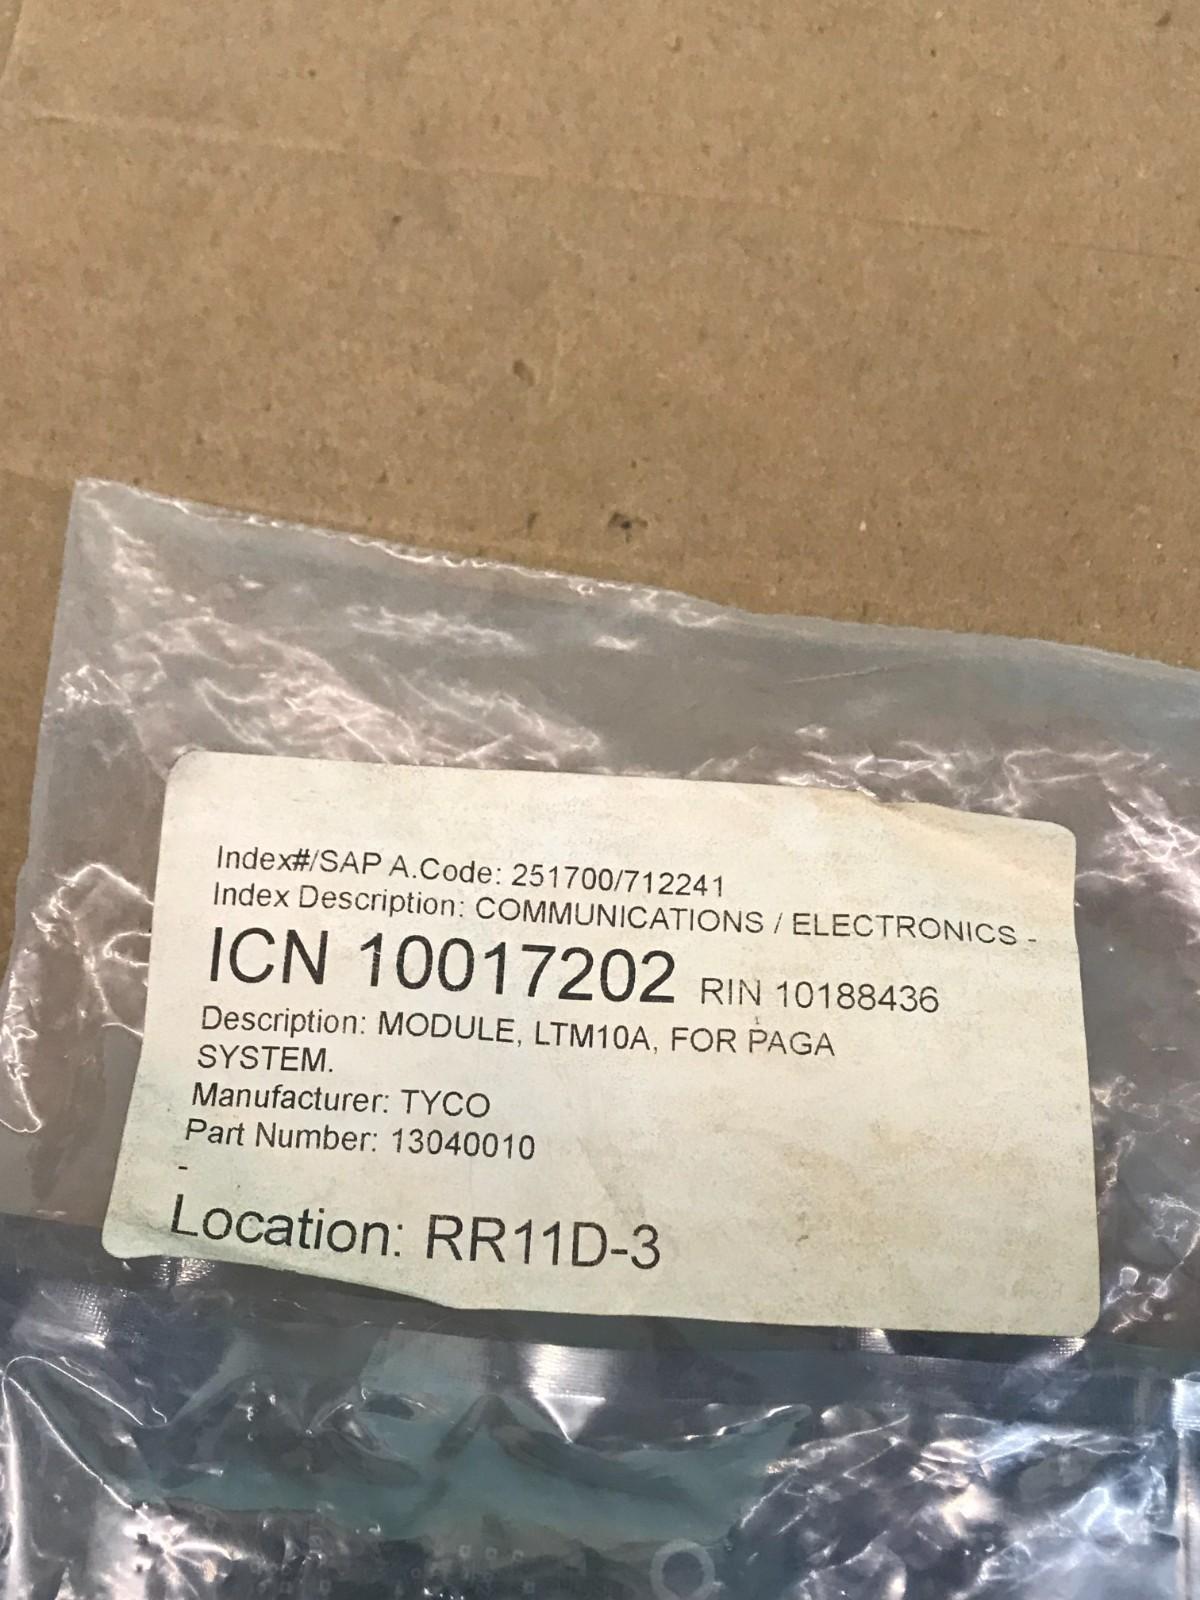 Index#/SAP A.Code: 251700/712241
Index Description: COMMUNICATIONS / ELECTRONICS -
ICN 10017202 RIN 10188436
Description: MODULE, LTM10A, FOR PAGA
SYSTEM.
Manufacturer: TYCO
Part Number: 13040010
-
Location: RR11D-3